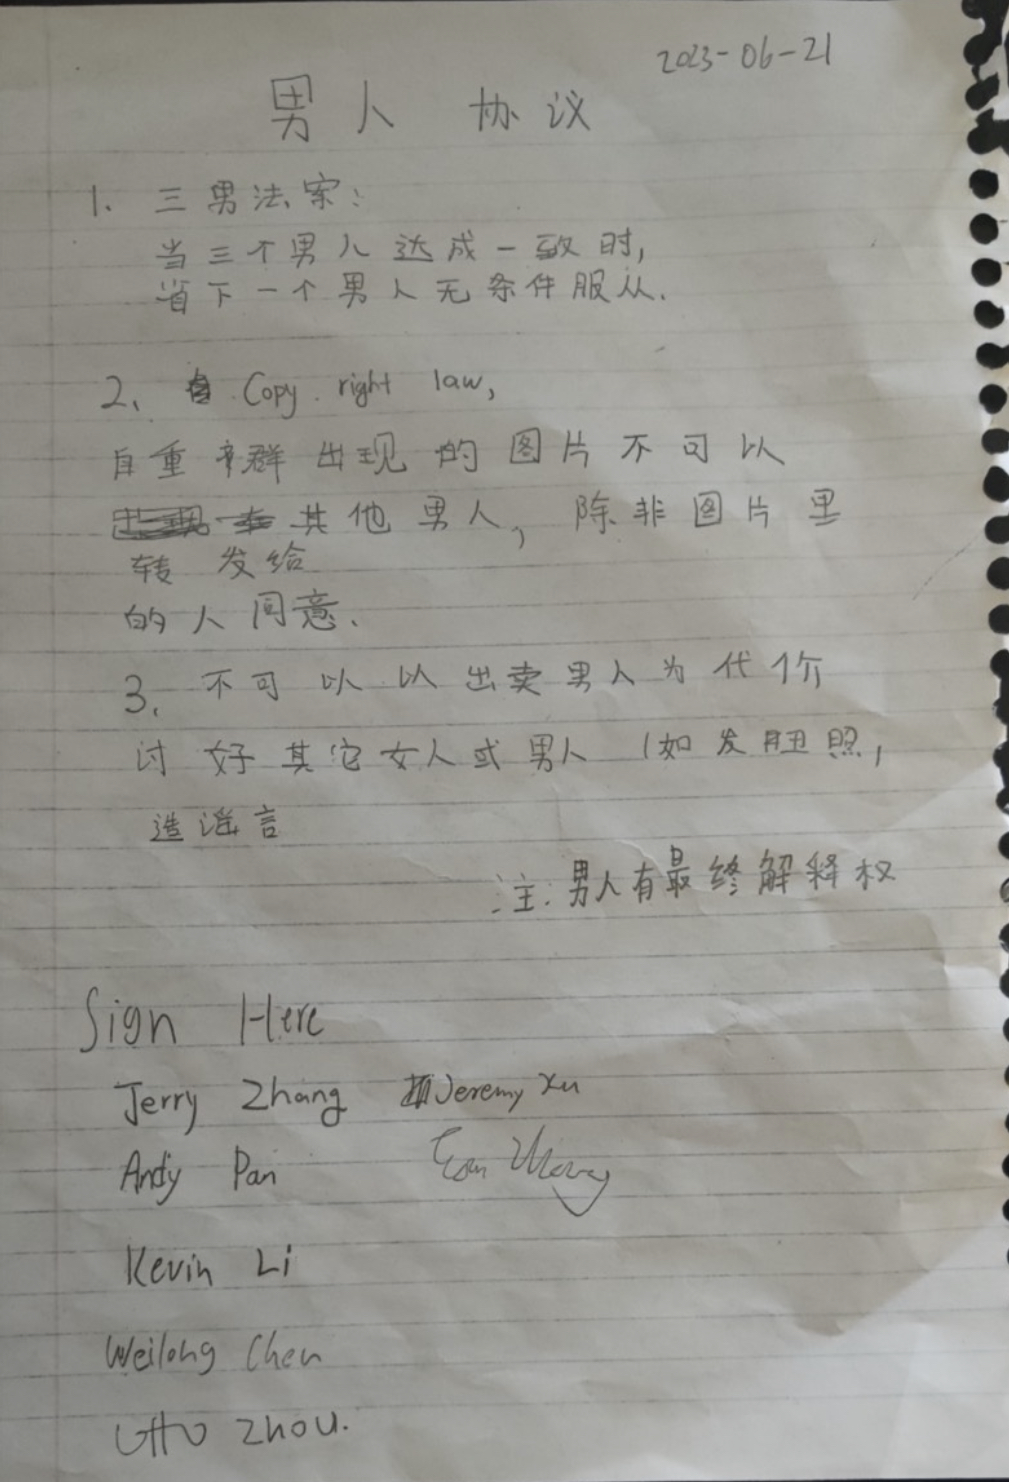 2023-06-21
男人 协议
1. 三男法案:
当三个男人达成一致时,
省下一个男人无条件服从.
2、 Copy right law,
自重 群出现的图片不可以
其他男人, 除非图片里
转发给
的人同意.
3. 不可以以出卖男人为代价
讨好其它女人或男人 (如发丑照,
造谣言
注: 男人有最终解释权
Sign Here
Jerry Zhang Jeremy Xu
Andy Pan
Kevin Li
Weilong Chen
Otto Zhou.